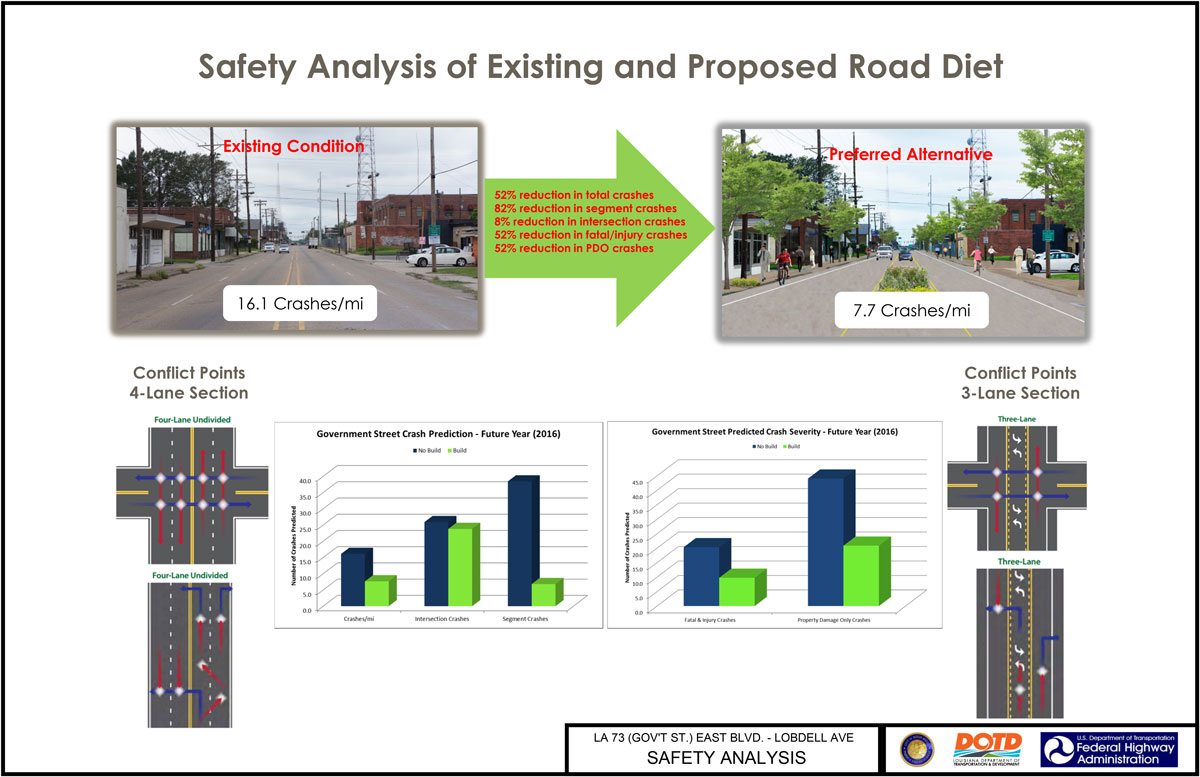 Safety Analysis of Existing and Proposed Road Diet
Existing Condition
16.1 Crashes/mi
52% reduction in total crashes
82% reduction in segment crashes
8% reduction in intersection crashes
52% reduction in fatal/injury crashes
52% reduction in PDO crashes
Preferred Alternative
7.7 Crashes/mi
Conflict Points
4-Lane Section
Four-Lane Undivided
Four-Lane Undivided
Government Street Crash Prediction - Future Year (2016)
No Build Build
Number of Crashes Predicted
40.0
35.0
30.0
25.0
20.0
15.0
10.0
5.0
0.0
Crashes/mi Intersection Crashes Segment Crashes
Government Street Predicted Crash Severity - Future Year (2016)
No Build Build
Number of Crashes Predicted
45.0
40.0
35.0
30.0
25.0
20.0
15.0
10.0
5.0
0.0
Fatal & Injury Crashes Property Damage Only Crashes
Conflict Points
3-Lane Section
Three-Lane
Three-Lane
LA 73 (GOV'T ST.) EAST BLVD. - LOBDELL AVE
SAFETY ANALYSIS
DOTD
LOUISIANA DEPARTMENT OF
TRANSPORTATION & DEVELOPMENT
U.S. Department of Transportation
Federal Highway
Administration